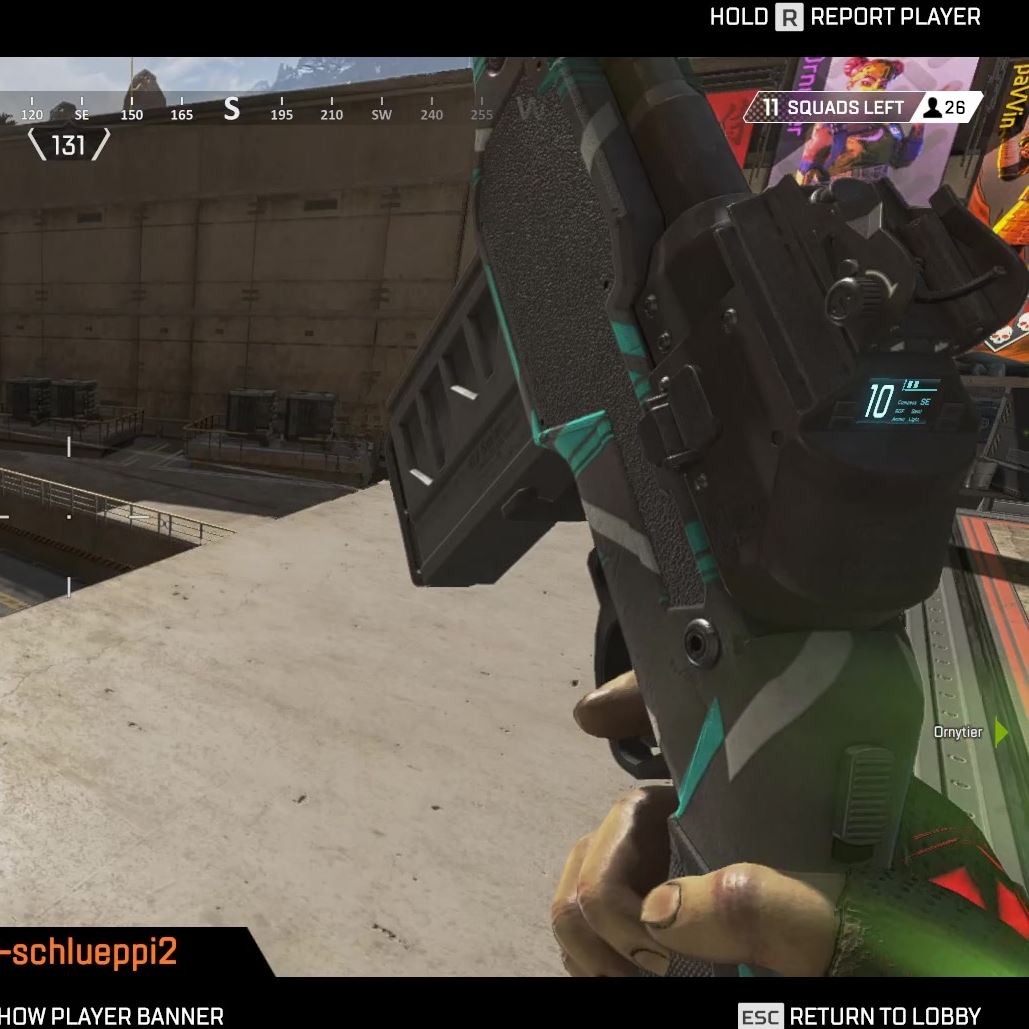 HOLD R REPORT PLAYER
120 SE 150 165 S 195 210 SW 240 255 W
131
11 SQUADS LEFT 26
10
SE
Ornytier
-schlueppi2
HOW PLAYER BANNER
ESC RETURN TO LOBBY